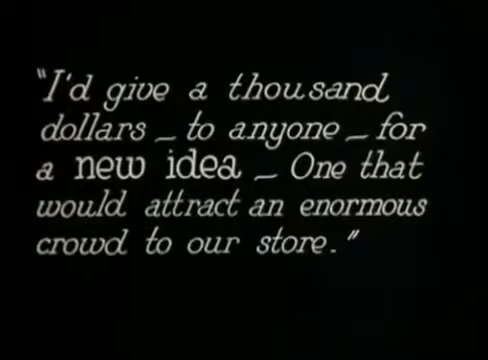 "I'd give a thousand
dollars _ to anyone _ for
a new idea _ One that
would attract an enormous
crowd to our store."